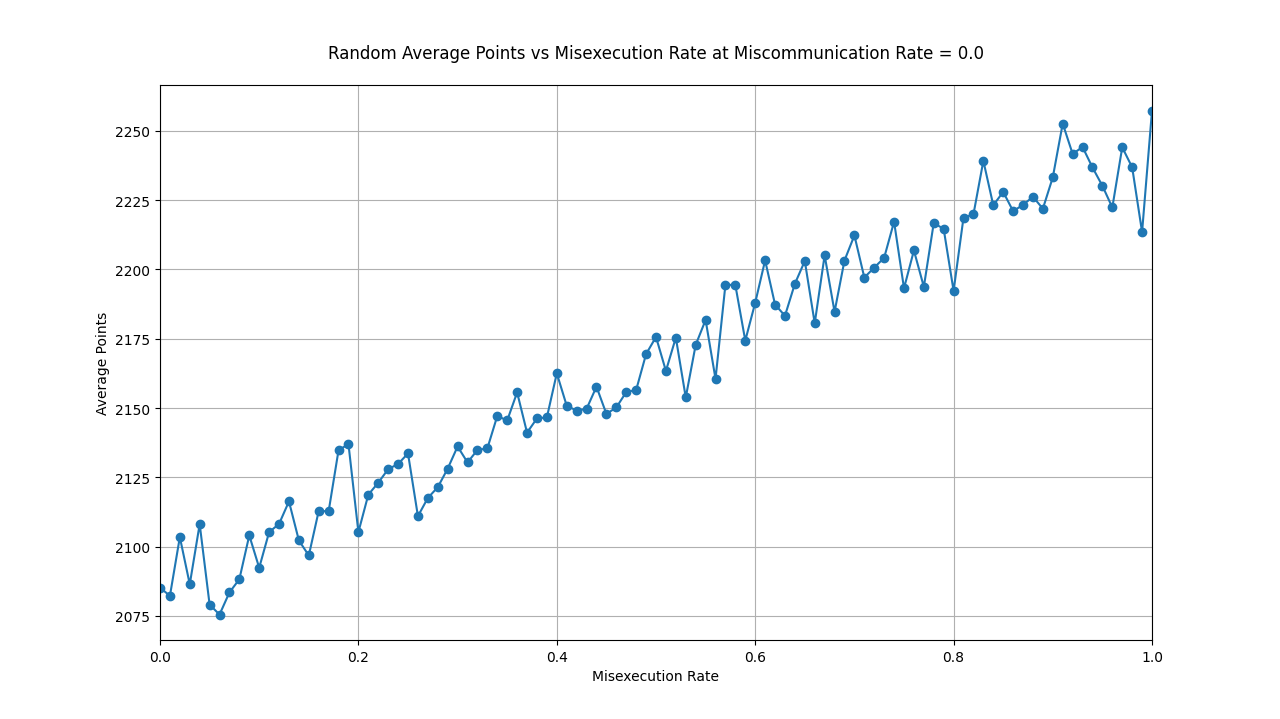 Random Average Points vs Misexecution Rate at Miscommunication Rate = 0.0
2250
2225
2200
2175
2150
2125
2100
2075
Average Points
0.0 0.2 0.4 0.6 0.8 1.0
Misexecution Rate